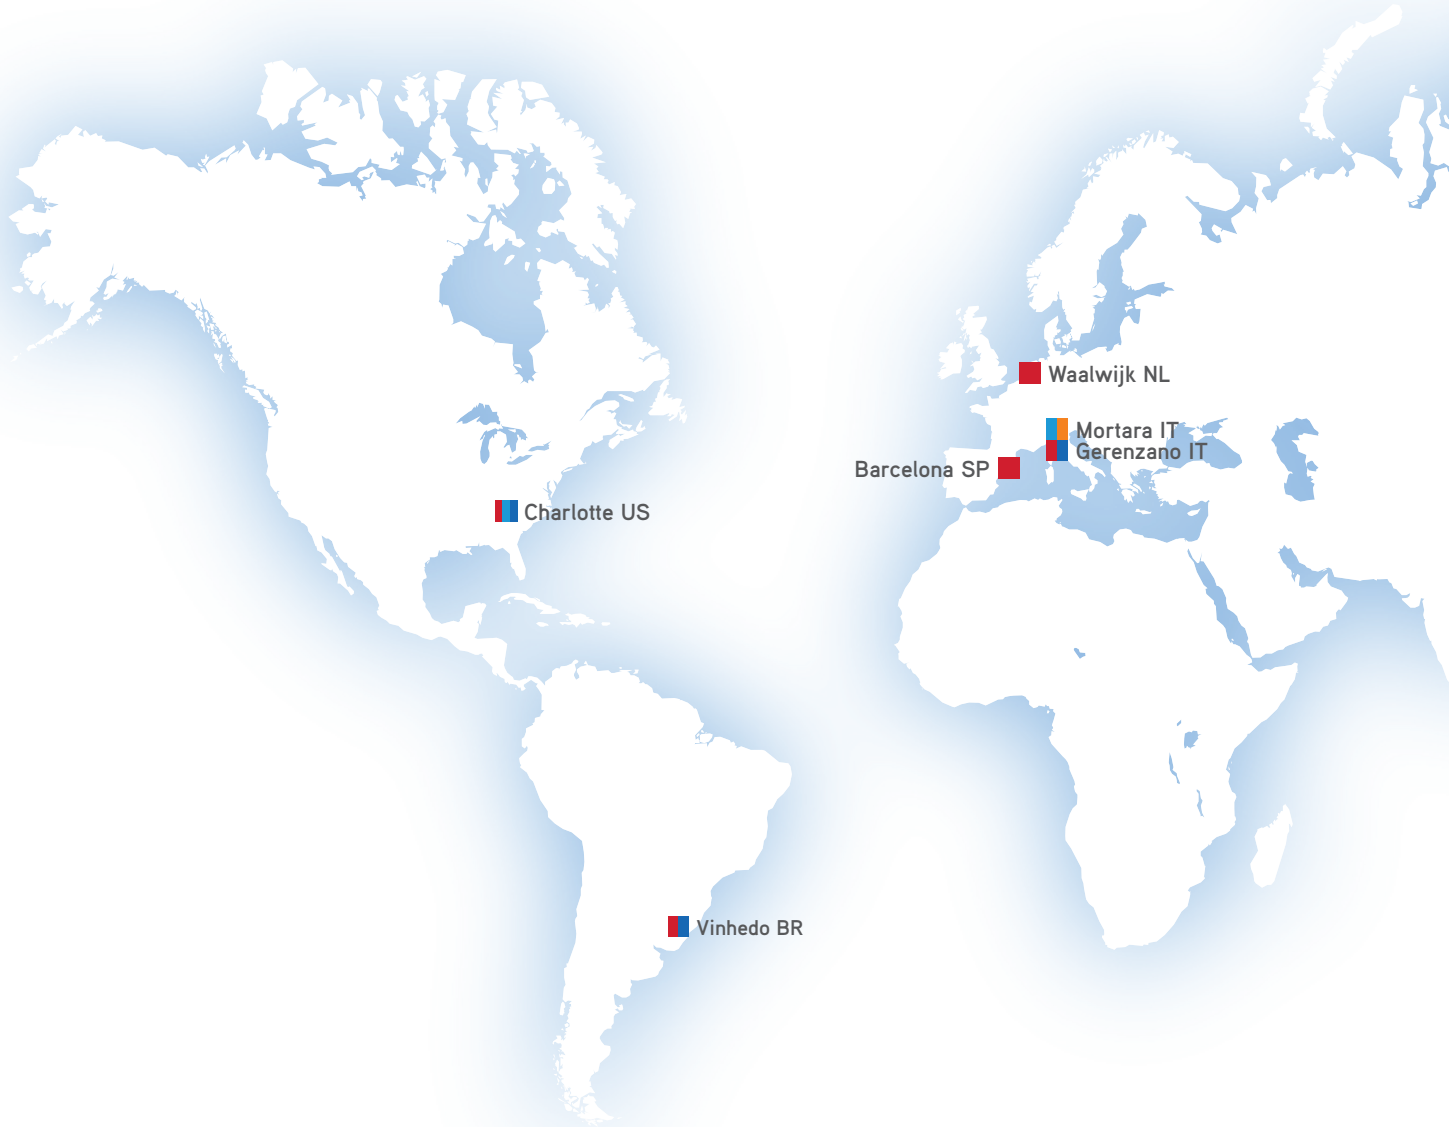 Waalwijk NL
Mortara IT
Gerenzano IT
Barcelona SP
Charlotte US
Vinhedo BR